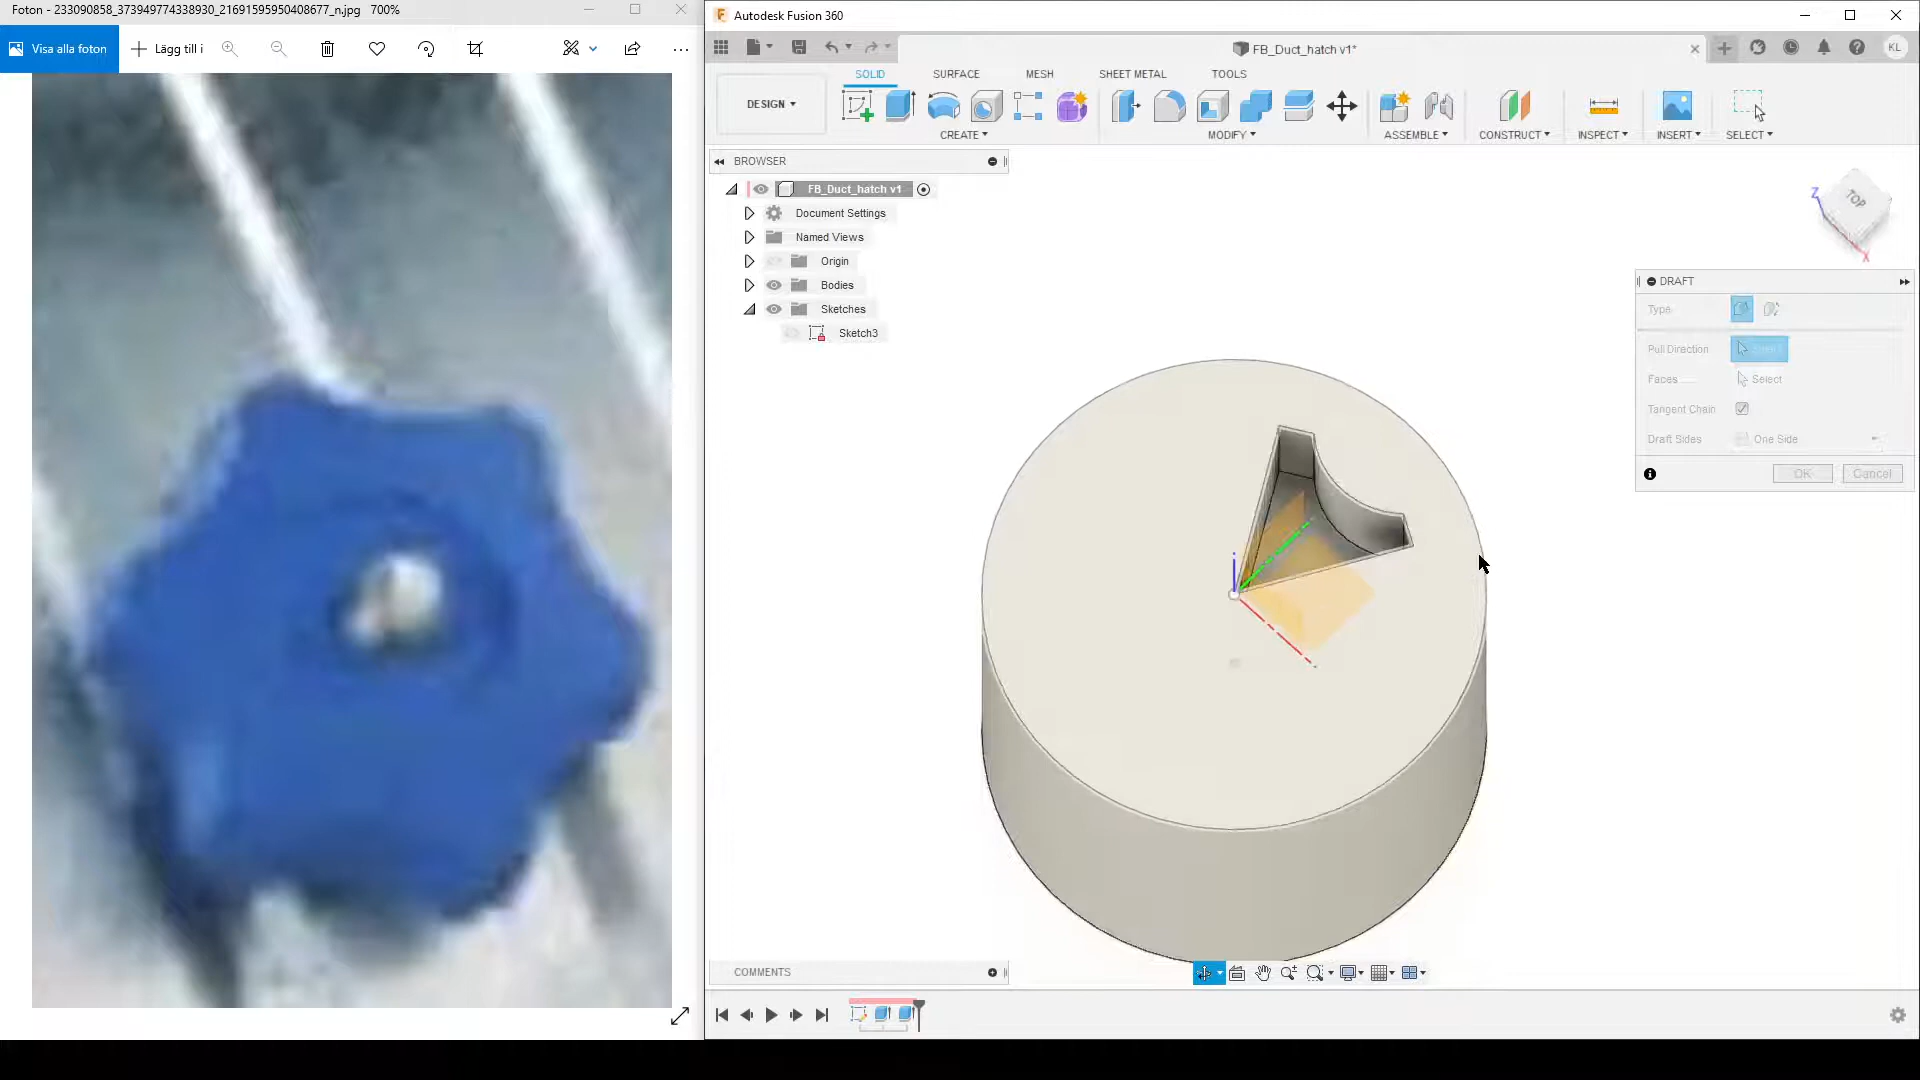 Foton - 233090858_373949774338930_21691595950408677_n.jpg 700%
Visa alla foton
Lägg till i
Autodesk Fusion 360
FB_Duct_hatch v1*
KL
SOLID
SURFACE
MESH
SHEET METAL
TOOLS
DESIGN
CREATE
MODIFY
ASSEMBLE
CONSTRUCT
INSPECT
INSERT
SELECT
BROWSER
FB_Duct_hatch v1
Document Settings
Named Views
Origin
Bodies
Sketches
Sketch3
TOP
Z
X
DRAFT
Type
Pull Direction
Faces
Select
Tangent Chain
Draft Sides
One Side
OK
Cancel
COMMENTS